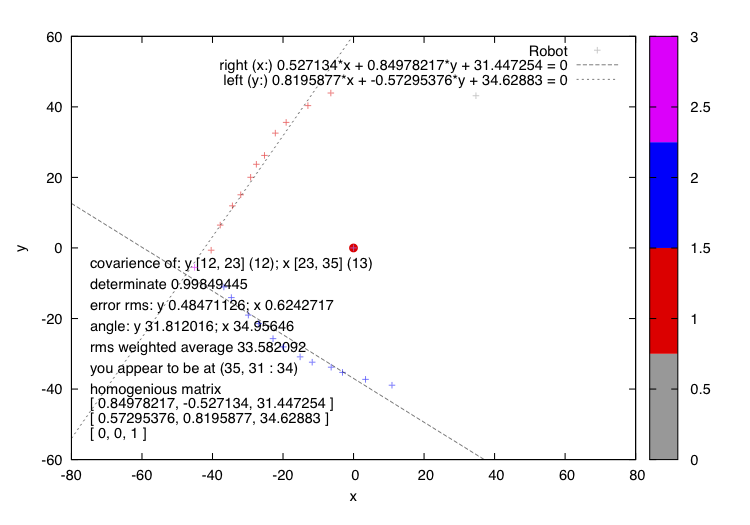 60
40
20
0
-20
-40
-60
-80
-60
-40
-20
0
20
40
60
80
x
y
Robot
right (x:) 0.527134*x + 0.84978217*y + 31.447254 = 0
left (y:) 0.8195877*x + -0.57295376*y + 34.62883 = 0
covarience of: y [12, 23] (12); x [23, 35] (13)
determinate 0.99849445
error rms: y 0.48471126; x 0.6242717
angle: y 31.812016; x 34.95646
rms weighted average 33.582092
you appear to be at (35, 31 : 34)
homogenious matrix
[ 0.84978217, -0.527134, 31.447254 ]
[ 0.57295376, 0.8195877, 34.62883 ]
[ 0, 0, 1 ]
3
2.5
2
1.5
1
0.5
0